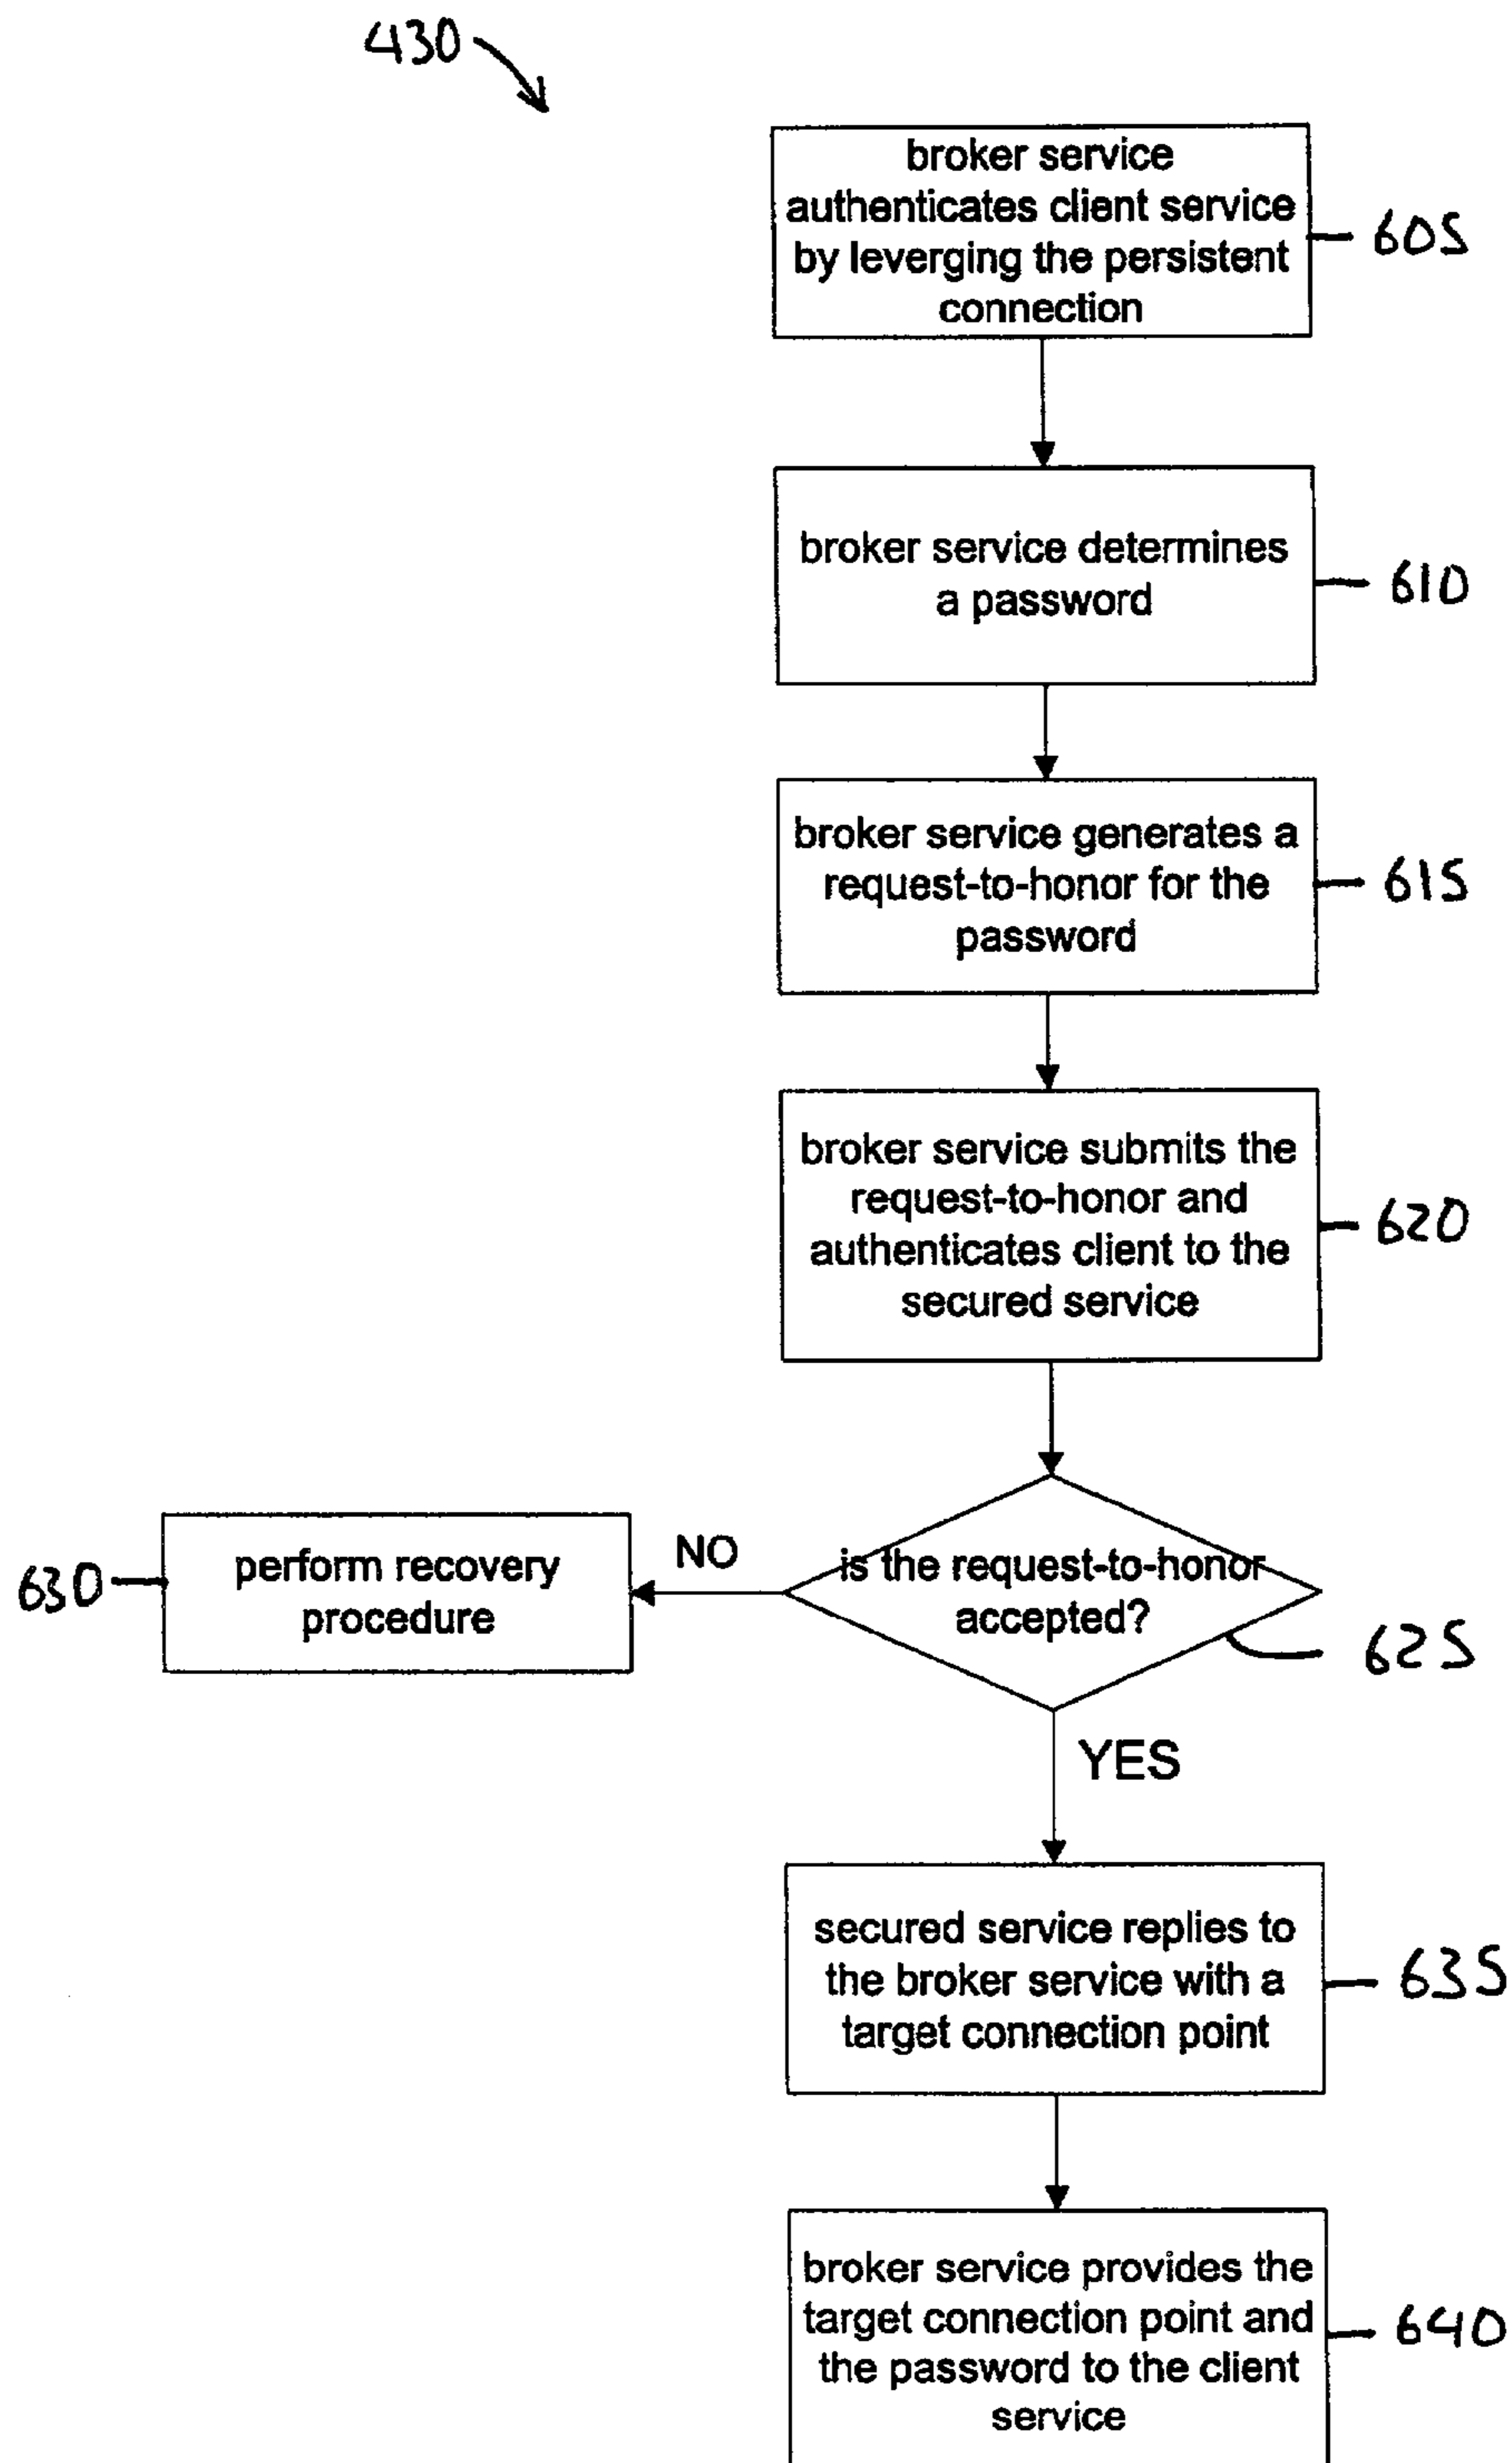 430
broker service
authenticates client service
by leverging the persistent
connection
605
broker service determines
a password
610
broker service generates a
request-to-honor for the
password
615
broker service submits the
request-to-honor and
authenticates client to the
secured service
620
is the request-to-honor
accepted?
625
NO
perform recovery
procedure
630
YES
secured service replies to
the broker service with a
target connection point
635
broker service provides the
target connection point and
the password to the client
service
640